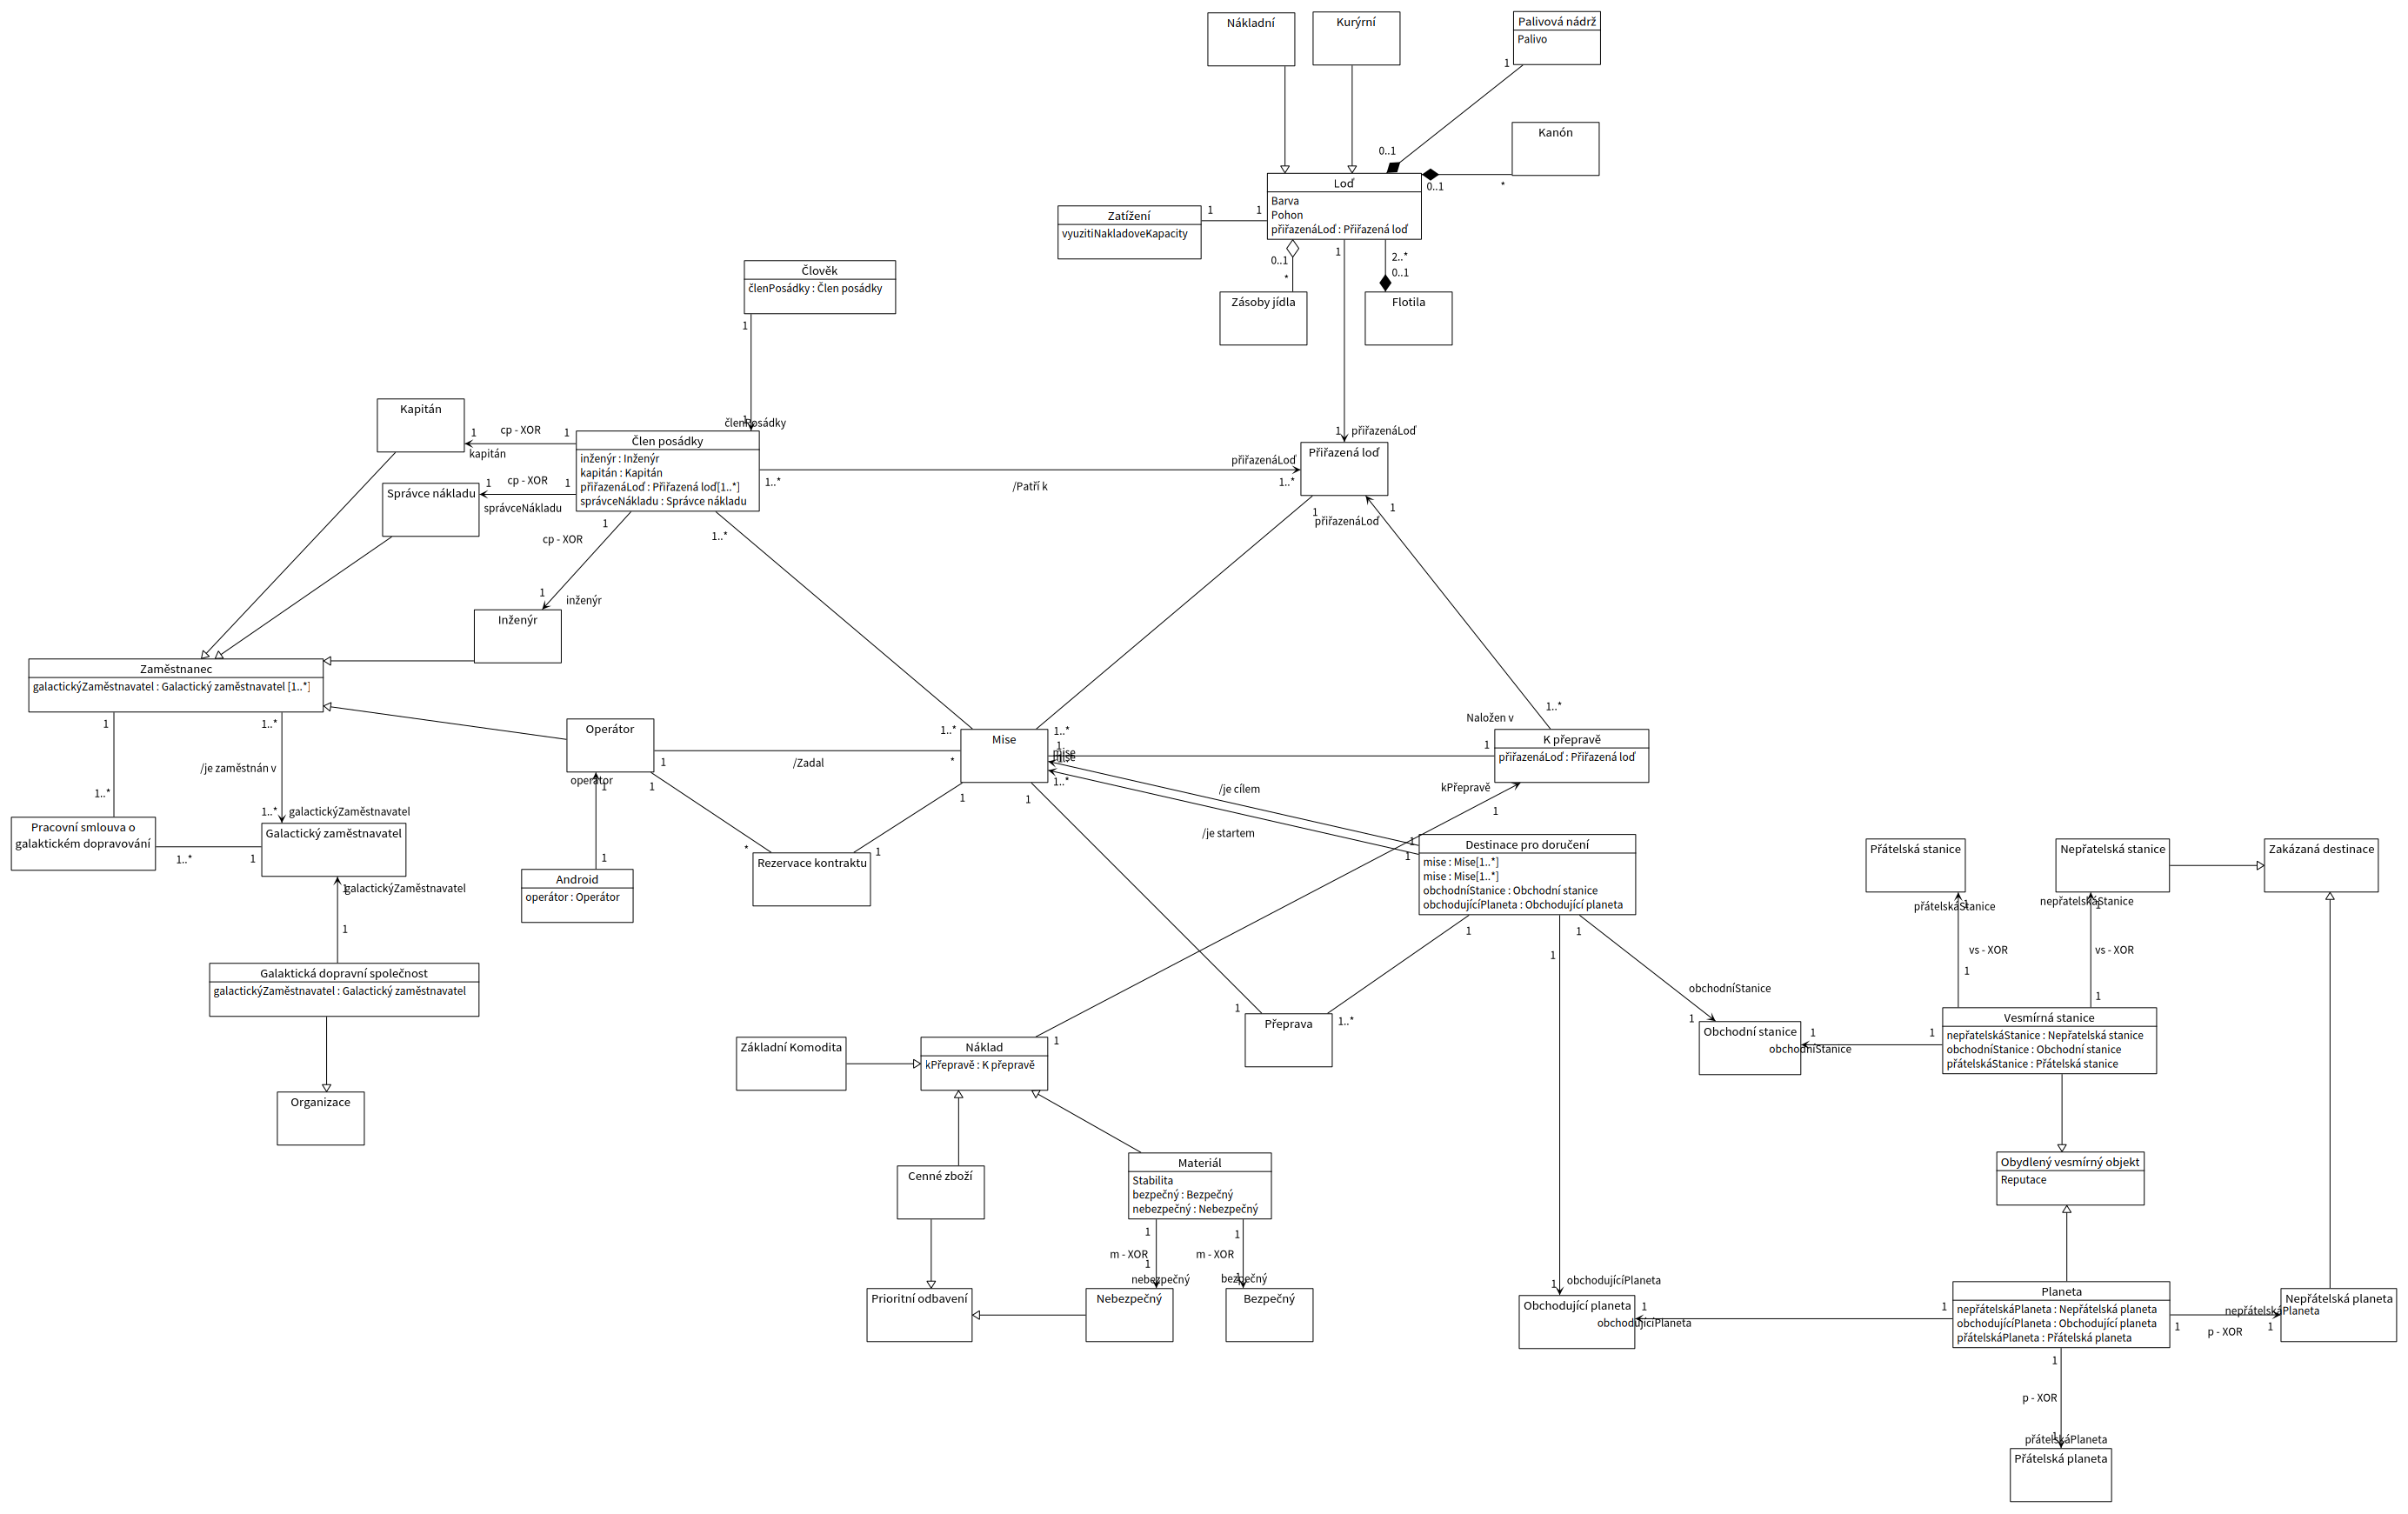 Nákladní
Kurýrní
Palivová nádrž
Palivo
1
Kanón
0..1
0..1
*
Loď
Barva
Pohon
přiřazenáLoď : Přiřazená loď
Zatížení
vyuzitiNakladoveKapacity
1
1
0..1
*
1
2..*
0..1
Zásoby jídla
Flotila
Člověk
členPosádky : Člen posádky
1
1
členPosádky
Kapitán
1
cp - XOR
1
kapitán
Člen posádky
inženýr : Inženýr
kapitán : Kapitán
přiřazenáLoď : Přiřazená loď[1..*]
správceNákladu : Správce nákladu
1
přiřazenáLoď
Přiřazená loď
přiřazenáLoď
1..*
1..*
/Patří k
Správce nákladu
1
cp - XOR
1
správceNákladu
1
cp - XOR
1..*
1
přiřazenáLoď
1
1
inženýr
Inženýr
Zaměstnanec
galactickýZaměstnavatel : Galactický zaměstnavatel [1..*]
1
1..*
/je zaměstnán v
1..*
1..*
galactickýZaměstnavatel
Operátor
1
/Zadal
*
1..*
Mise
1..*
1..*
mise
mise
1..*
Naložen v
1
1..*
K přepravě
přiřazenáLoď : Přiřazená loď
kPřepravě
1
/je cílem
/je startem
operátor
1
1
1
1
1
1
Pracovní smlouva o
galaktickém dopravování
1..*
1
Galactický zaměstnavatel
1
galactickýZaměstnavatel
1
Android
operátor : Operátor
*
1
Rezervace kontraktu
1
1
Destinace pro doručení
mise : Mise[1..*]
mise : Mise[1..*]
obchodníStanice : Obchodní stanice
obchodujícíPlaneta : Obchodující planeta
Přátelská stanice
Nepřatelská stanice
Zakázaná destinace
přátelskáStanice
1
nepřatelskáStanice
1
vs - XOR
vs - XOR
1
1
Galaktická dopravní společnost
galactickýZaměstnavatel : Galactický zaměstnavatel
Organizace
1
1
1
obchodníStanice
1
Přeprava
1
1..*
Obchodní stanice
1
1
obchodníStanice
Vesmírná stanice
nepřatelskáStanice : Nepřatelská stanice
obchodníStanice : Obchodní stanice
přátelskáStanice : Přátelská stanice
Základní Komodita
Náklad
kPřepravě : K přepravě
1
Cenné zboží
Materiál
Stabilita
bezpečný : Bezpečný
nebezpečný : Nebezpečný
Obydlený vesmírný objekt
Reputace
1
m - XOR
1
nebezpečný
1
m - XOR
1
bezpečný
Prioritní odbavení
Nebezpečný
Bezpečný
1
obchodujícíPlaneta
Obchodující planeta
1
1
obchodujícíPlaneta
Planeta
nepřátelskáPlaneta : Nepřátelská planeta
obchodujícíPlaneta : Obchodující planeta
přátelskáPlaneta : Přátelská planeta
Nepřátelská planeta
nepřátelskáPlaneta
1
p - XOR
1
1
p - XOR
1
přátelskáPlaneta
Přátelská planeta